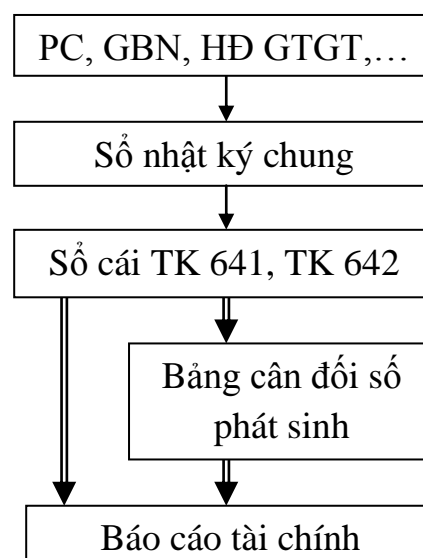 PC, GBN, HĐ GTGT,…
Sổ nhật ký chung
Sổ cái TK 641, TK 642
Bảng cân đối số
phát sinh
Báo cáo tài chính